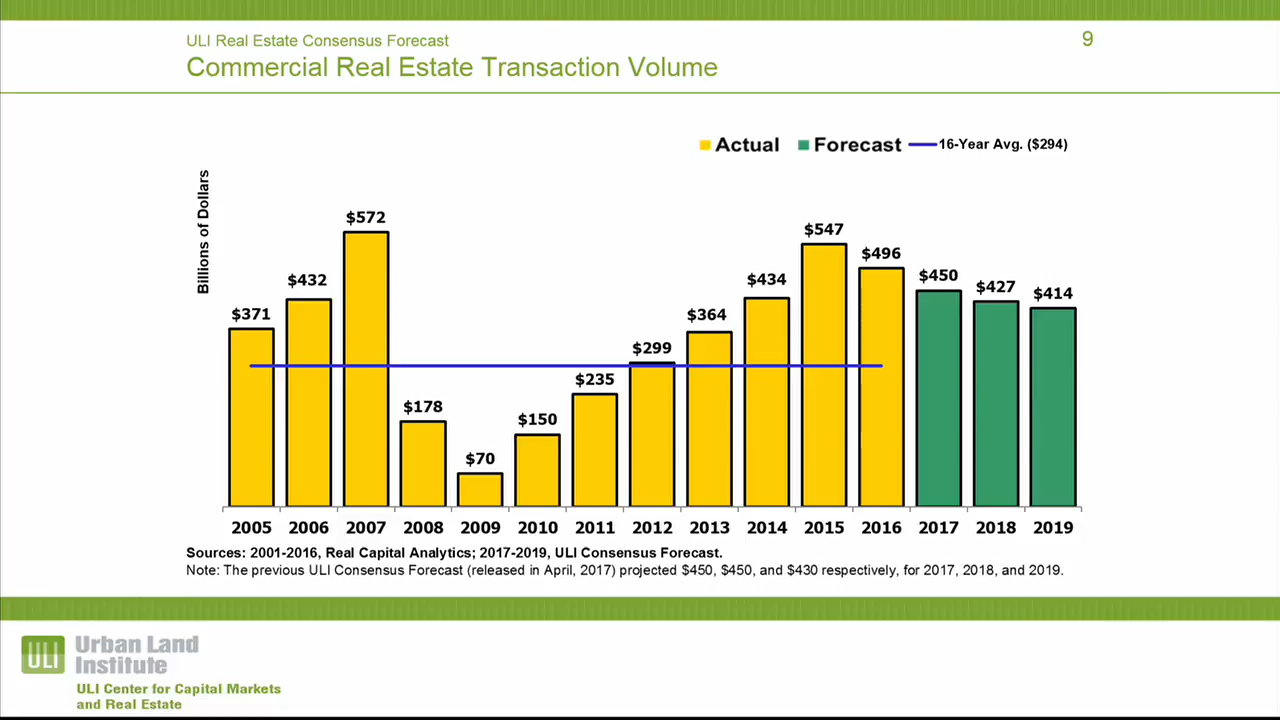 ULI Real Estate Consensus Forecast
9
Commercial Real Estate Transaction Volume
Actual Forecast 16-Year Avg. ($294)
Billions of Dollars
$371
$432
$572
$178
$70
$150
$235
$299
$364
$434
$547
$496
$450
$427
$414
2005 2006 2007 2008 2009 2010 2011 2012 2013 2014 2015 2016 2017 2018 2019
Sources: 2001-2016, Real Capital Analytics; 2017-2019, ULI Consensus Forecast.
Note: The previous ULI Consensus Forecast (released in April, 2017) projected $450, $450, and $430 respectively, for 2017, 2018, and 2019.
ULI
Urban Land
Institute
ULI Center for Capital Markets
and Real Estate